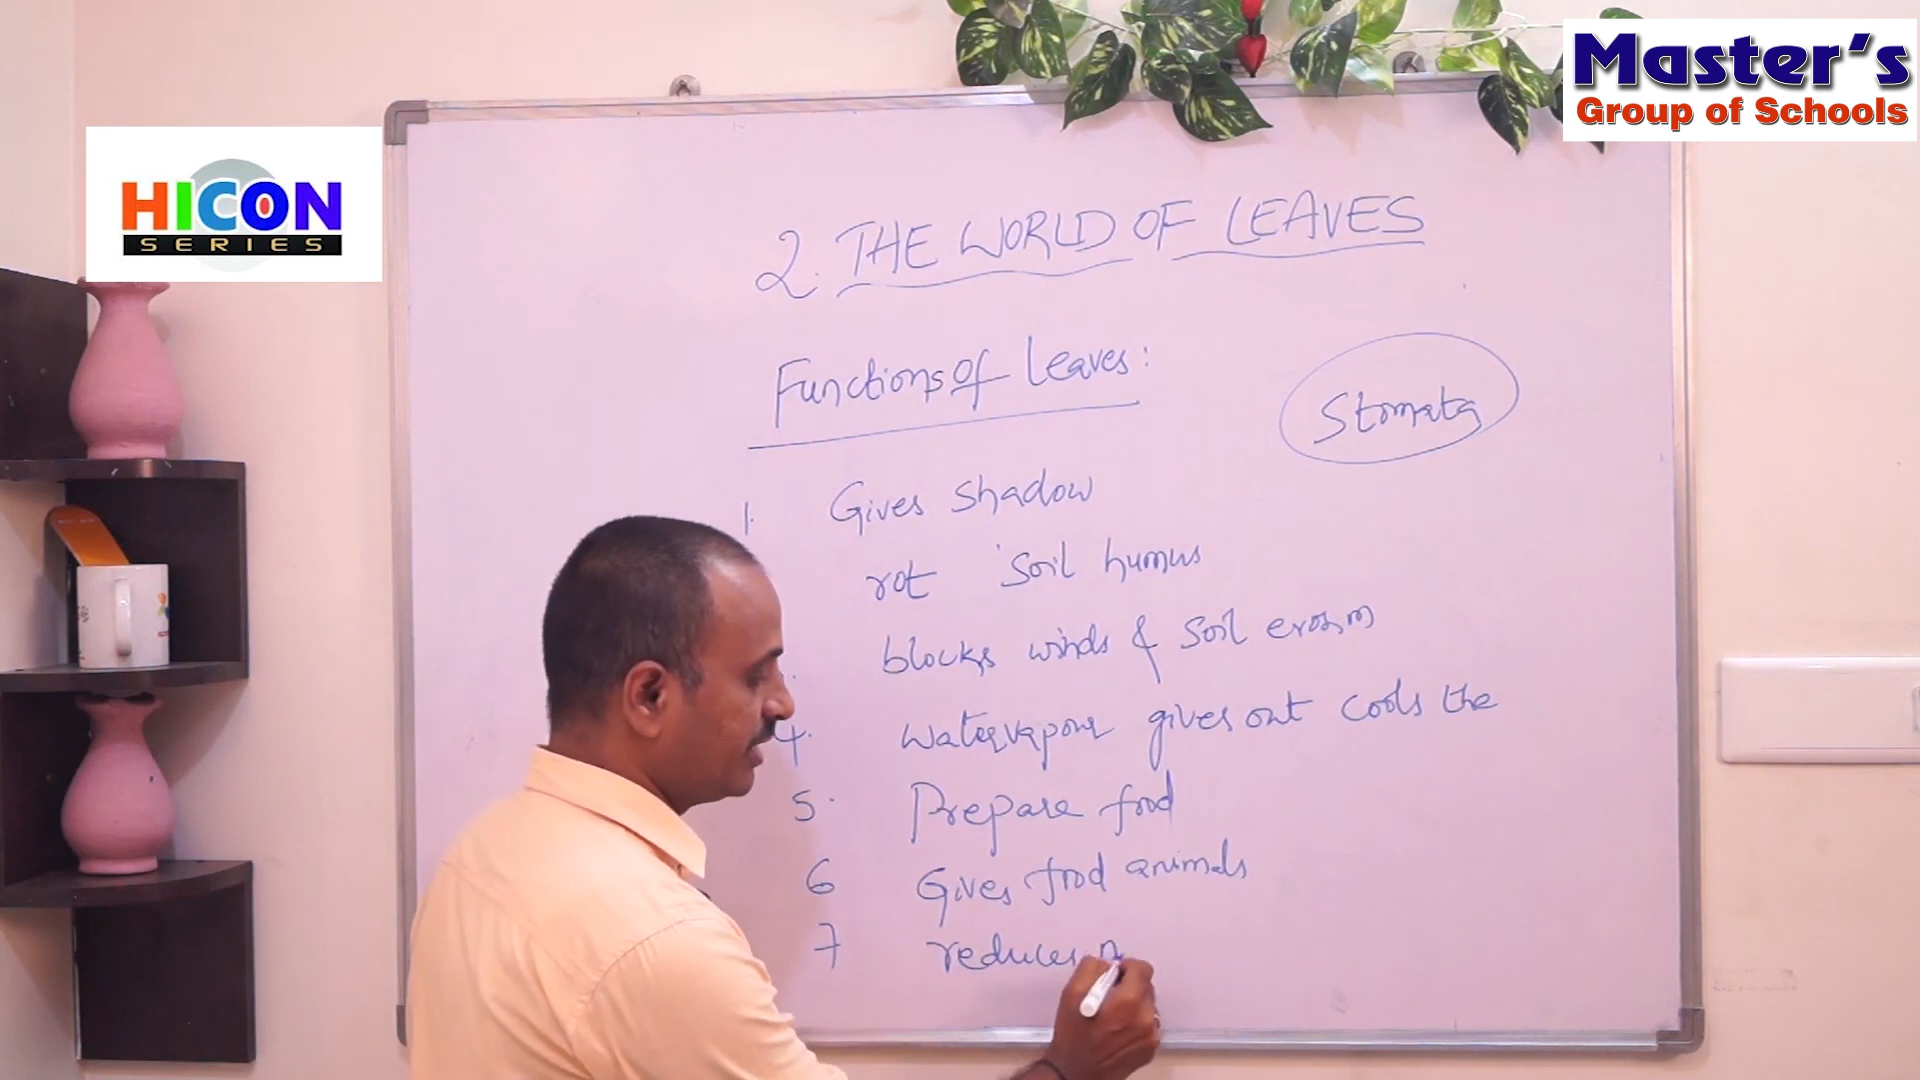 Master's
Group of Schools
HICON
SERIES
2. THE WORLD OF LEAVES
Functions of leaves:
Stomata
1. Gives shadow
rot soil humus
blocks winds & soil erosion
4. Watervapour gives out cools the
5. Prepare food
6 Gives food animals
7 reduces